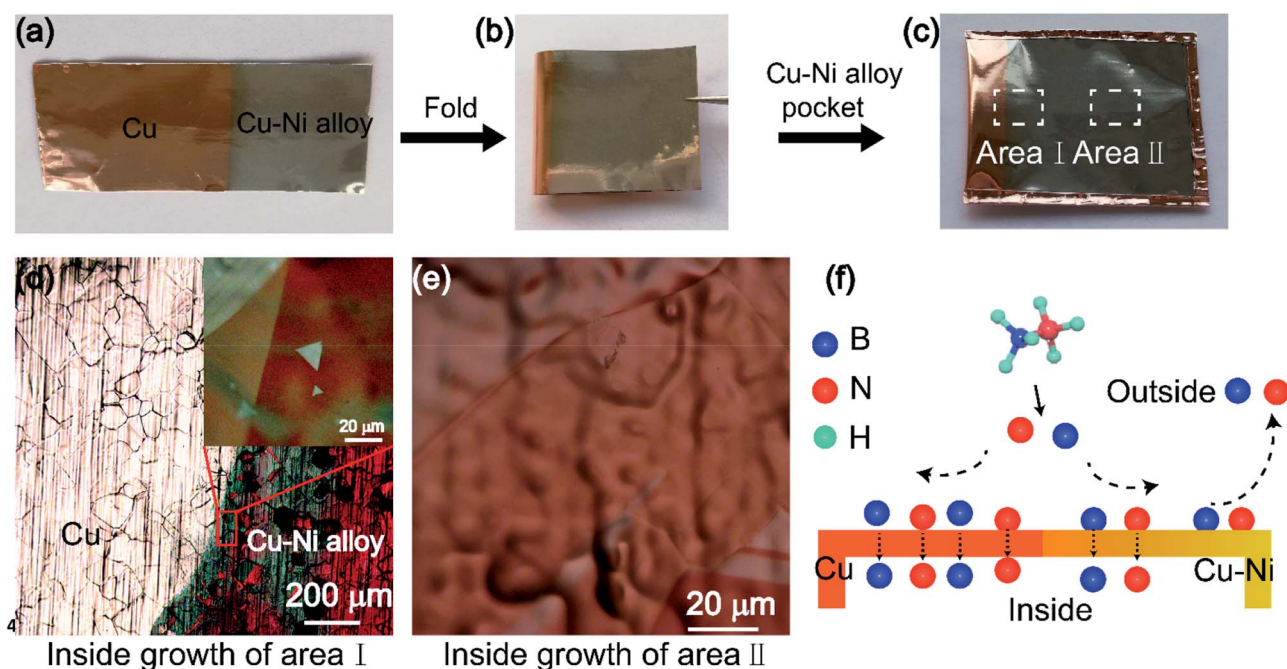 (a)
Cu
Cu-Ni alloy
Fold
(b)
Cu-Ni alloy
pocket
(c)
Area I
Area II
(d)
20 μm
Cu
Cu-Ni alloy
200 μm
4
Inside growth of area I
(e)
20 μm
Inside growth of area II
(f)
B
N
H
Outside
Cu
Cu-Ni
Inside